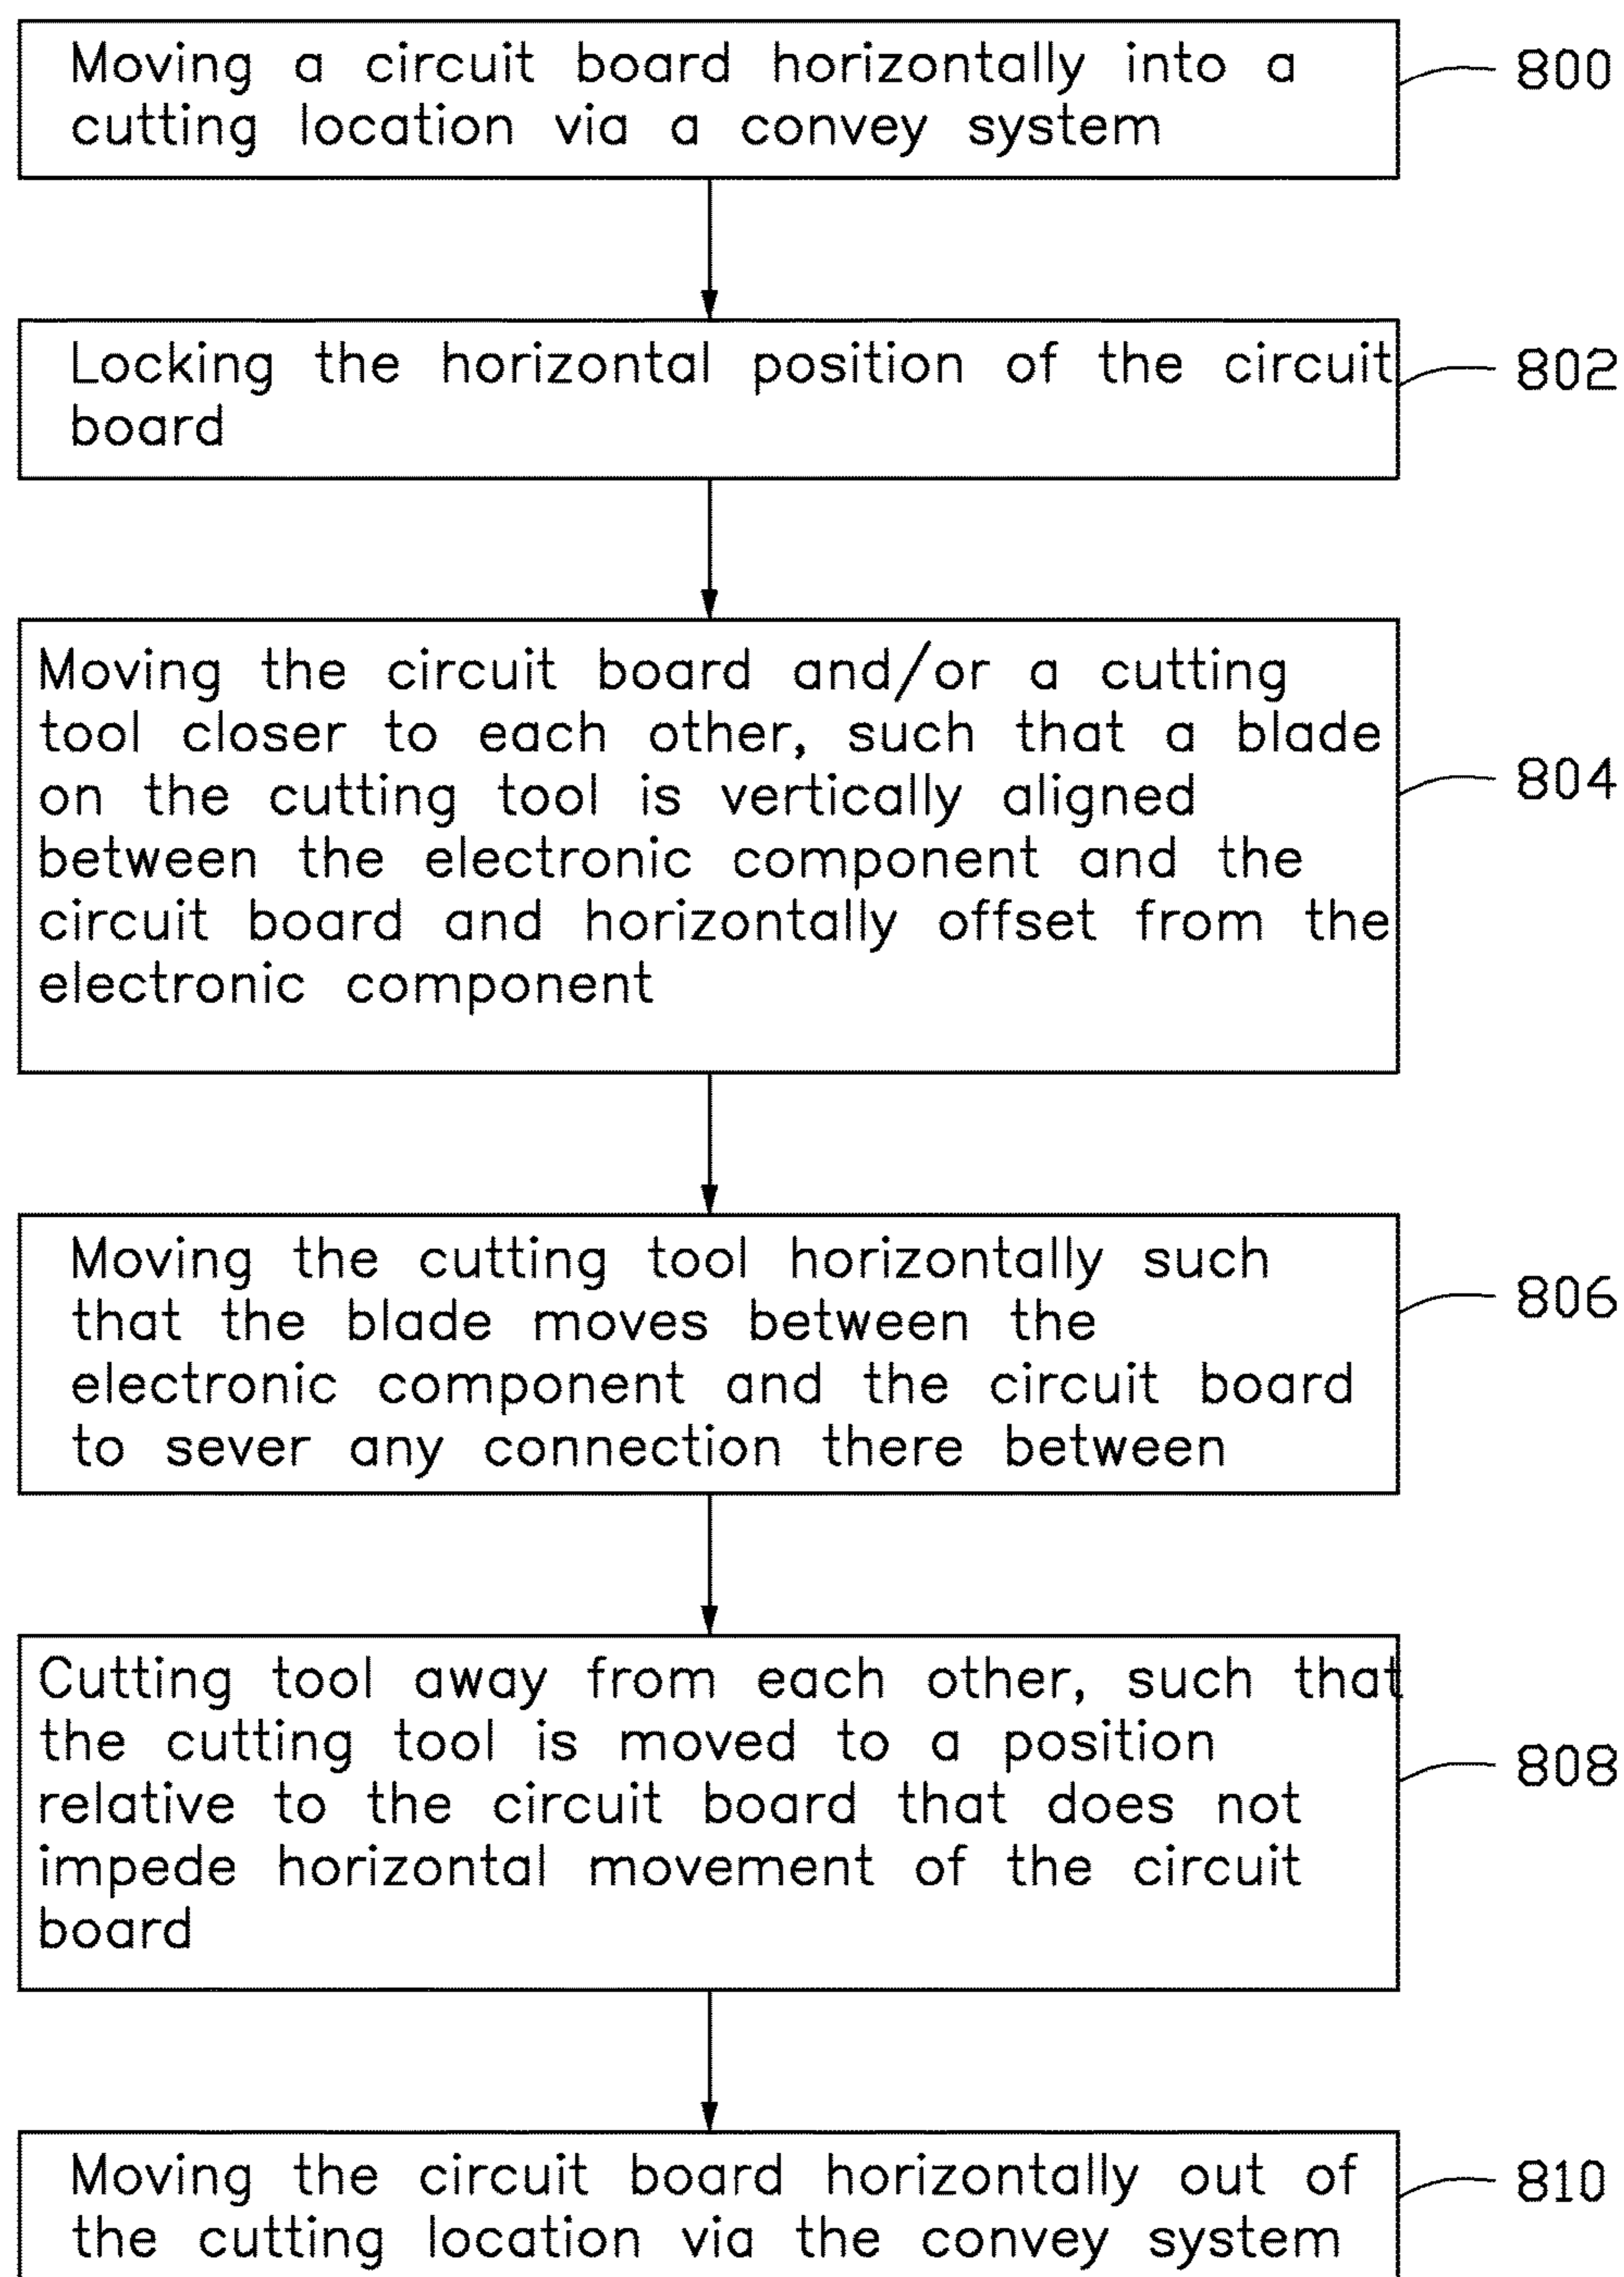 Moving a circuit board horizontally into a
cutting location via a convey system
800
Locking the horizontal position of the circuit
board
802
Moving the circuit board and/or a cutting
tool closer to each other, such that a blade
on the cutting tool is vertically aligned
between the electronic component and the
circuit board and horizontally offset from the
electronic component
804
Moving the cutting tool horizontally such
that the blade moves between the
electronic component and the circuit board
to sever any connection there between
806
Cutting tool away from each other, such that
the cutting tool is moved to a position
relative to the circuit board that does not
impede horizontal movement of the circuit
board
808
Moving the circuit board horizontally out of
the cutting location via the convey system
810